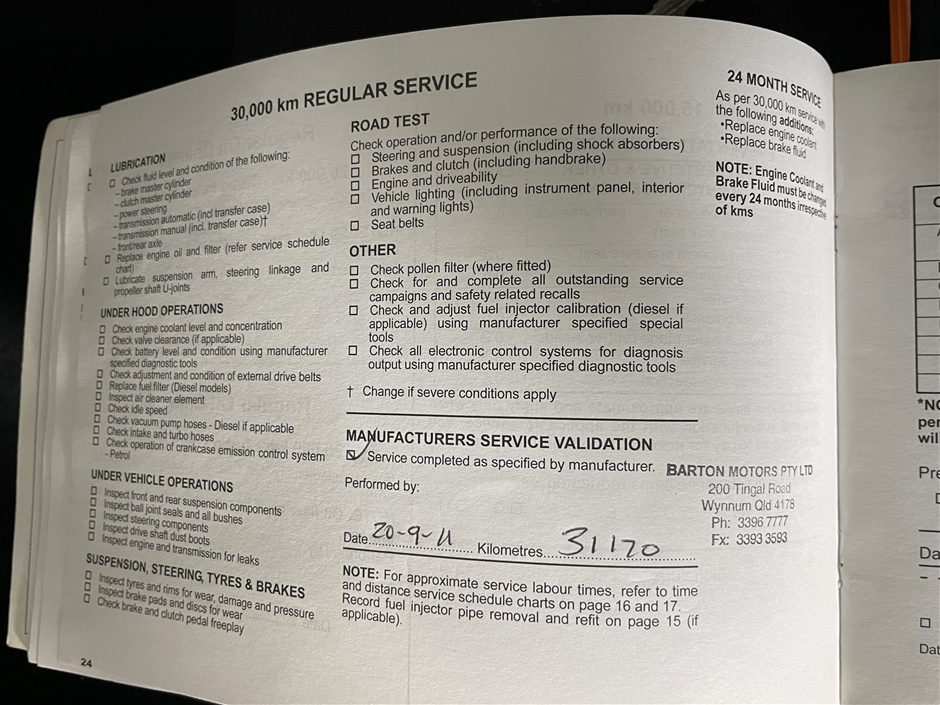 30,000 km REGULAR SERVICE
LUBRICATION
Check fluid level and condition of the following:
– brake master cylinder
– clutch master cylinder
– power steering
– transmission automatic (incl transfer case)
– transmission manual (incl. transfer case)†
– front/rear axle
Replace engine oil and filter (refer service schedule
chart)
Lubricate suspension arm, steering linkage and
propeller shaft U-joints
UNDER HOOD OPERATIONS
Check engine coolant level and concentration
Check valve clearance (if applicable)
Check battery level and condition using manufacturer
specified diagnostic tools
Check adjustment and condition of external drive belts
Replace fuel filter (Diesel models)
Inspect air cleaner element
Check idle speed
Check vacuum pump hoses - Diesel if applicable
Check intake and turbo hoses
Check operation of crankcase emission control system
- Petrol
UNDER VEHICLE OPERATIONS
Inspect front and rear suspension components
Inspect ball joint seals and all bushes
Inspect steering components
Inspect drive shaft dust boots
Inspect engine and transmission for leaks
SUSPENSION, STEERING, TYRES & BRAKES
Inspect tyres and rims for wear, damage and pressure
Inspect brake pads and discs for wear
Check brake and clutch pedal freeplay
24
ROAD TEST
Check operation and/or performance of the following:
Steering and suspension (including shock absorbers)
Brakes and clutch (including handbrake)
Engine and driveability
Vehicle lighting (including instrument panel, interior
and warning lights)
Seat belts
OTHER
Check pollen filter (where fitted)
Check for and complete all outstanding service
campaigns and safety related recalls
Check and adjust fuel injector calibration (diesel if
applicable) using manufacturer specified special
tools
Check all electronic control systems for diagnosis
output using manufacturer specified diagnostic tools
† Change if severe conditions apply
MANUFACTURERS SERVICE VALIDATION
Service completed as specified by manufacturer.
Performed by:
BARTON MOTORS PTY LTD
200 Tingal Road
Wynnum Qld 4178
Ph: 3396 7777
Fx: 3393 3593
Date 20-9-11 Kilometres 31170
NOTE: For approximate service labour times, refer to time
and distance service schedule charts on page 16 and 17.
Record fuel injector pipe removal and refit on page 15 (if
applicable).
24 MONTH SERVICE
As per 30,000 km service with
the following additions:
•Replace engine coolant
•Replace brake fluid
NOTE: Engine Coolant and
Brake Fluid must be changed
every 24 months irrespective
of kms